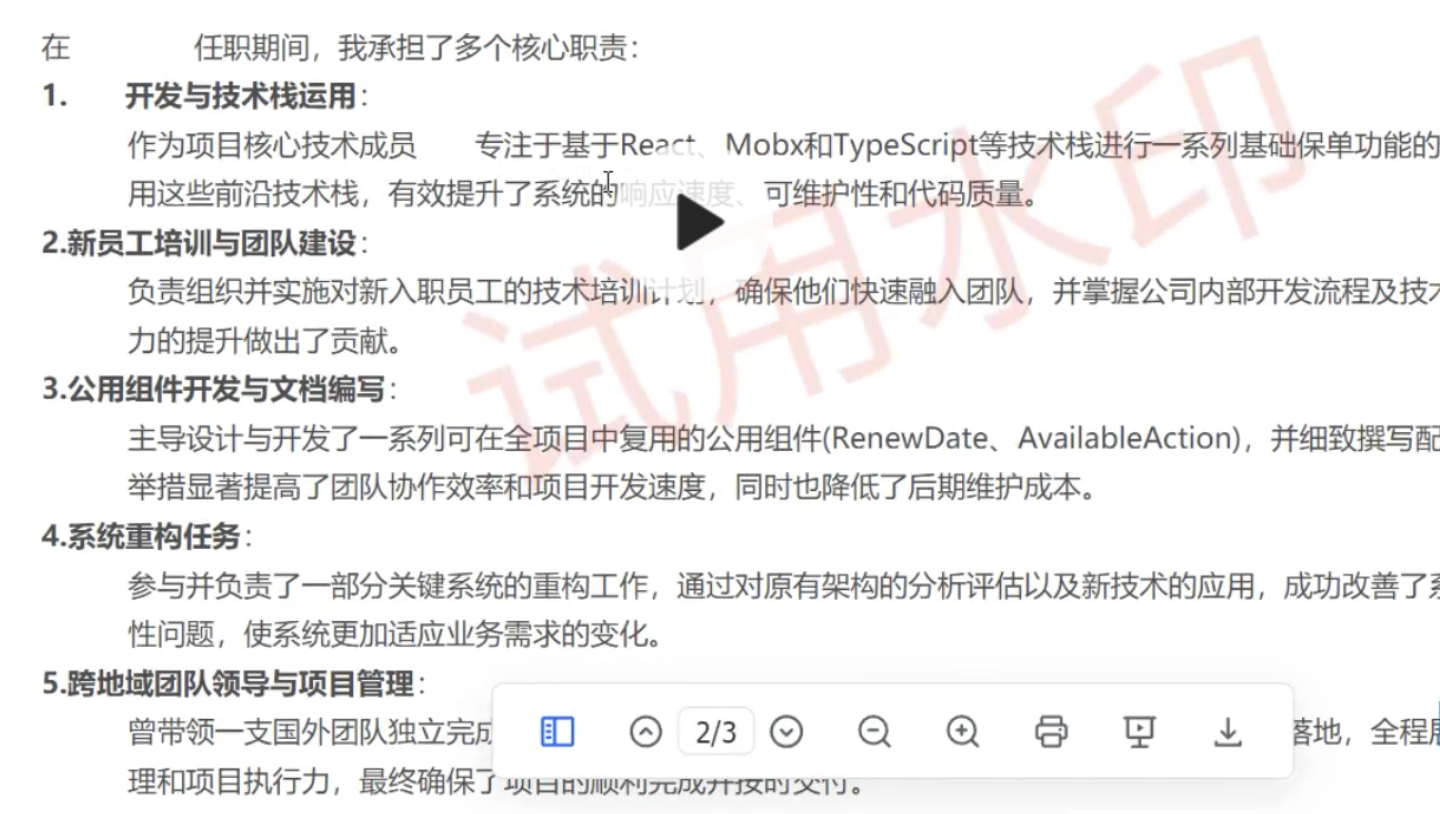 在 任职期间，我承担了多个核心职责：
1. 开发与技术栈运用：
作为项目核心技术成员 专注于基于React、Mobx和TypeScript等技术栈进行一系列基础保单功能的
用这些前沿技术栈，有效提升了系统的响应速度、可维护性和代码质量。
2.新员工培训与团队建设：
负责组织并实施对新入职员工的技术培训计划，确保他们快速融入团队，并掌握公司内部开发流程及技
力的提升做出了贡献。
3.公用组件开发与文档编写：
主导设计与开发了一系列可在全项目中复用的公用组件(RenewDate、AvailableAction)，并细致撰写配
举措显著提高了团队协作效率和项目开发速度，同时也降低了后期维护成本。
4.系统重构任务：
参与并负责了一部分关键系统的重构工作，通过对原有架构的分析评估以及新技术的应用，成功改善了
性问题，使系统更加适应业务需求的变化。
5.跨地域团队领导与项目管理：
曾带领一支国外团队独立完成 落地，全程
理和项目执行力，最终确保了项目的顺利完成并按时交付。
2/3
试用水印